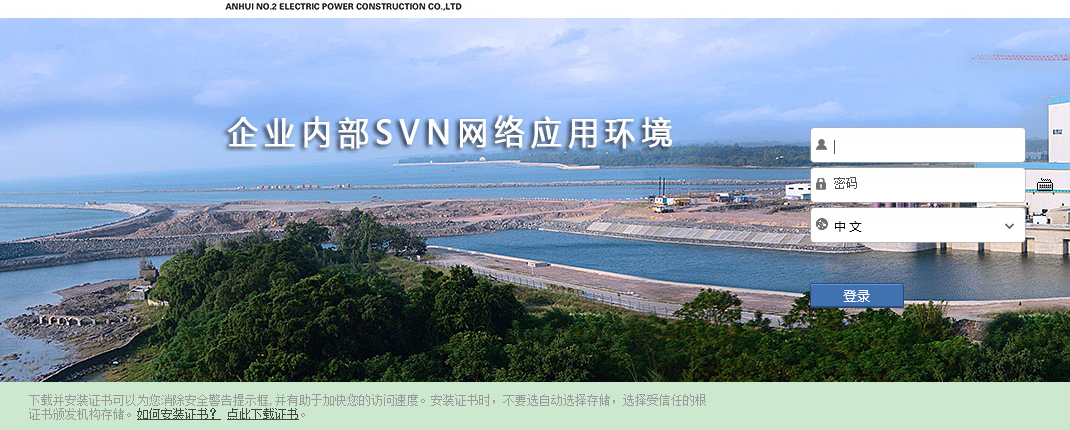 ANHUI NO.2 ELECTRIC POWER CONSTRUCTION CO.,LTD
企业内部SVN网络应用环境
密码
中文
登录
下载并安装证书可以为您消除安全警告提示框,并有助于加快您的访问速度。安装证书时，不要选自动选择存储，选择受信任的根
证书颁发机构存储。如何安装证书？ 点此下载证书。